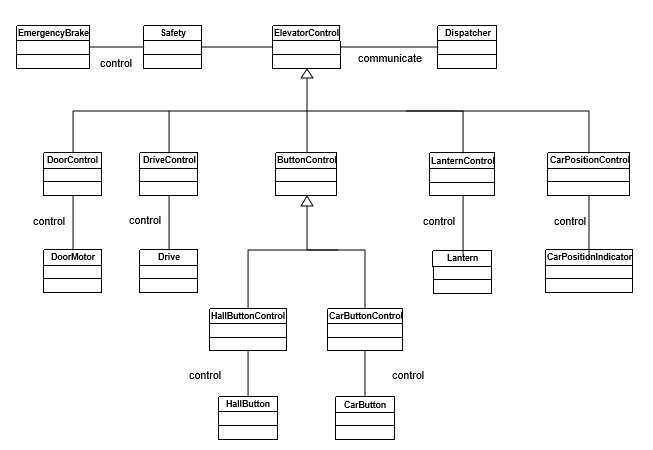 EmergencyBrake
Safety
ElevatorControl
Dispatcher
control
communicate
DoorControl
DriveControl
ButtonControl
LanternControl
CarPositionControl
control
control
control
control
DoorMotor
Drive
Lantern
CarPositionIndicator
HallButtonControl
CarButtonControl
control
control
HallButton
CarButton